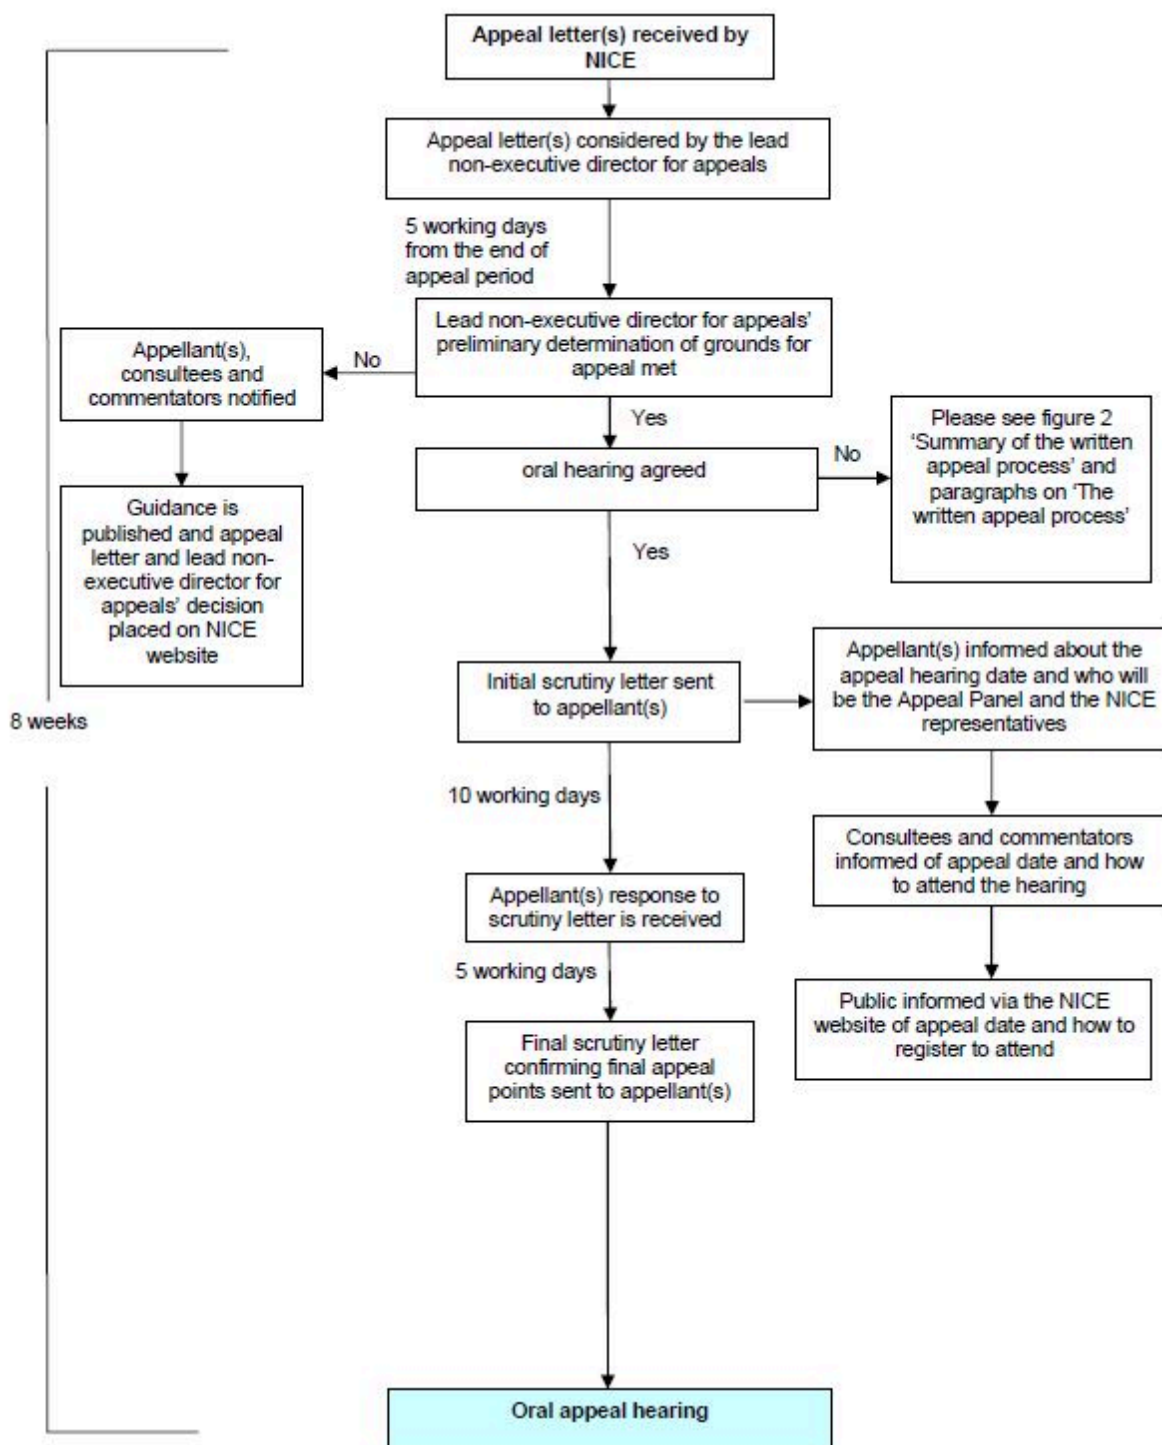 Appeal letter(s) received by
NICE
Appeal letter(s) considered by the lead
non-executive director for appeals
5 working days
from the end of
appeal period
Lead non-executive director for appeals’
preliminary determination of grounds for
appeal met
No
Appellant(s),
consultees and
commentators notified
Guidance is
published and appeal
letter and lead non-
executive director for
appeals’ decision
placed on NICE
website
Yes
oral hearing agreed
No
Please see figure 2
‘Summary of the written
appeal process’ and
paragraphs on ‘The
written appeal process’
Yes
Initial scrutiny letter sent
to appellant(s)
Appellant(s) informed about the
appeal hearing date and who will
be the Appeal Panel and the NICE
representatives
8 weeks
10 working days
Consultees and commentators
informed of appeal date and how
to attend the hearing
Appellant(s) response to
scrutiny letter is received
5 working days
Public informed via the NICE
website of appeal date and how to
register to attend
Final scrutiny letter
confirming final appeal
points sent to appellant(s)
Oral appeal hearing